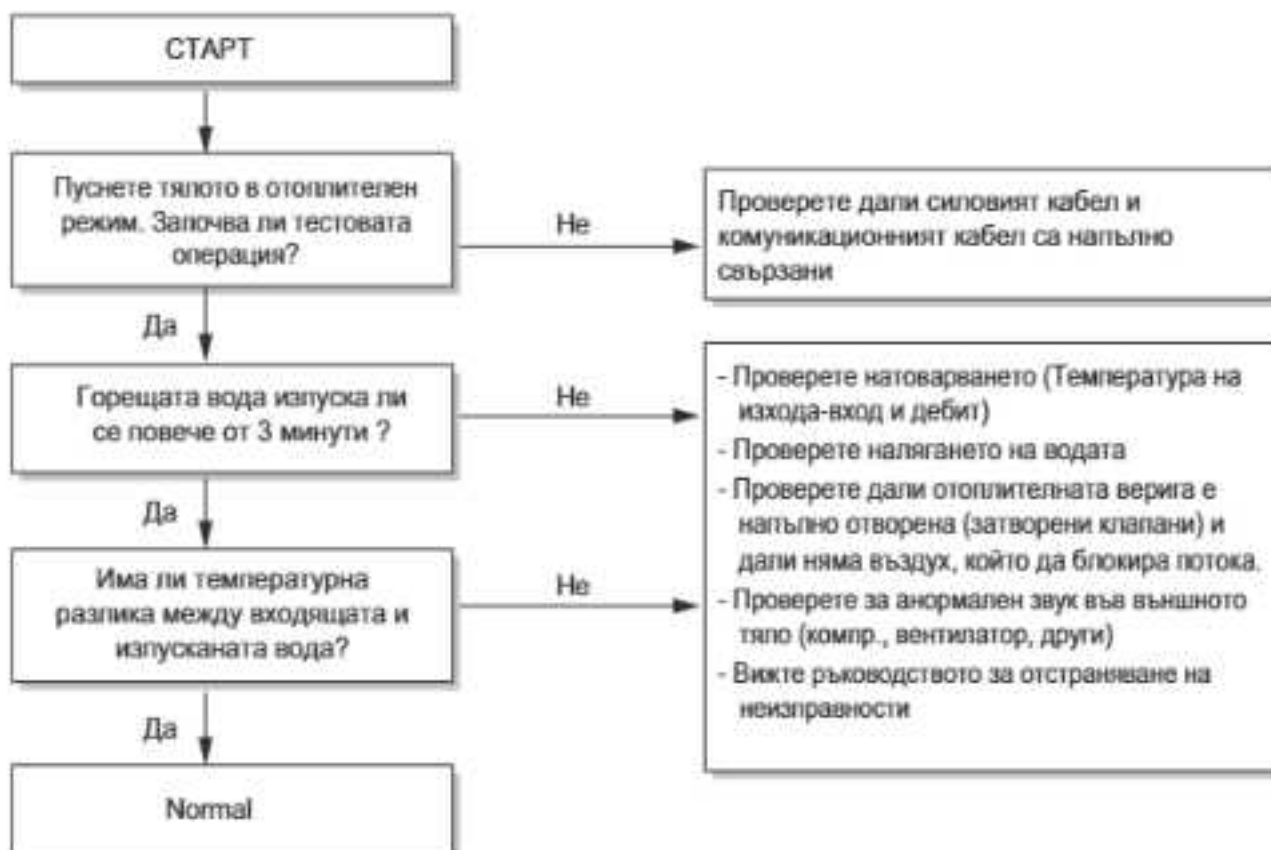 СТАРТ
Пуснете тялото в отоплителен
режим. Започва ли тестовата
операция?
Не
Проверете дали силовият кабел и
комуникационният кабел са напълно
свързани
Да
Горещата вода изпуска ли
се повече от 3 минути ?
Не
- Проверете натоварването (Температура на
изхода-вход и дебит)
- Проверете налягането на водата
- Проверете дали отоплителната верига е
напълно отворена (затворени клапани) и
дали няма въздух, който да блокира потока.
- Проверете за анормален звук във външното
тяло (компр., вентилатор, други)
- Вижте ръководството за отстраняване на
неизправности
Да
Има ли температурна
разлика между входящата и
изпусканата вода?
Не
Да
Normal